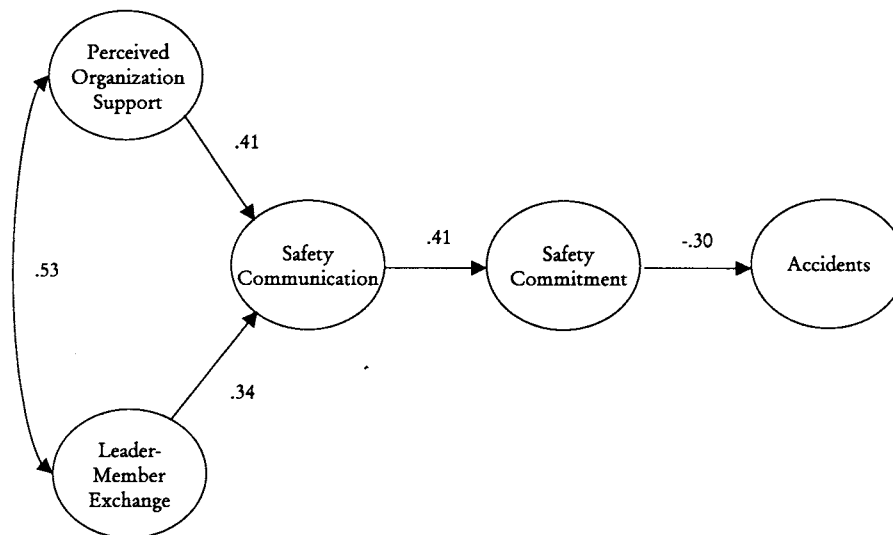 Perceived
Organization
Support
.41
.53
Safety
Communication
.41
Safety
Commitment
-.30
Accidents
.34
Leader-
Member
Exchange